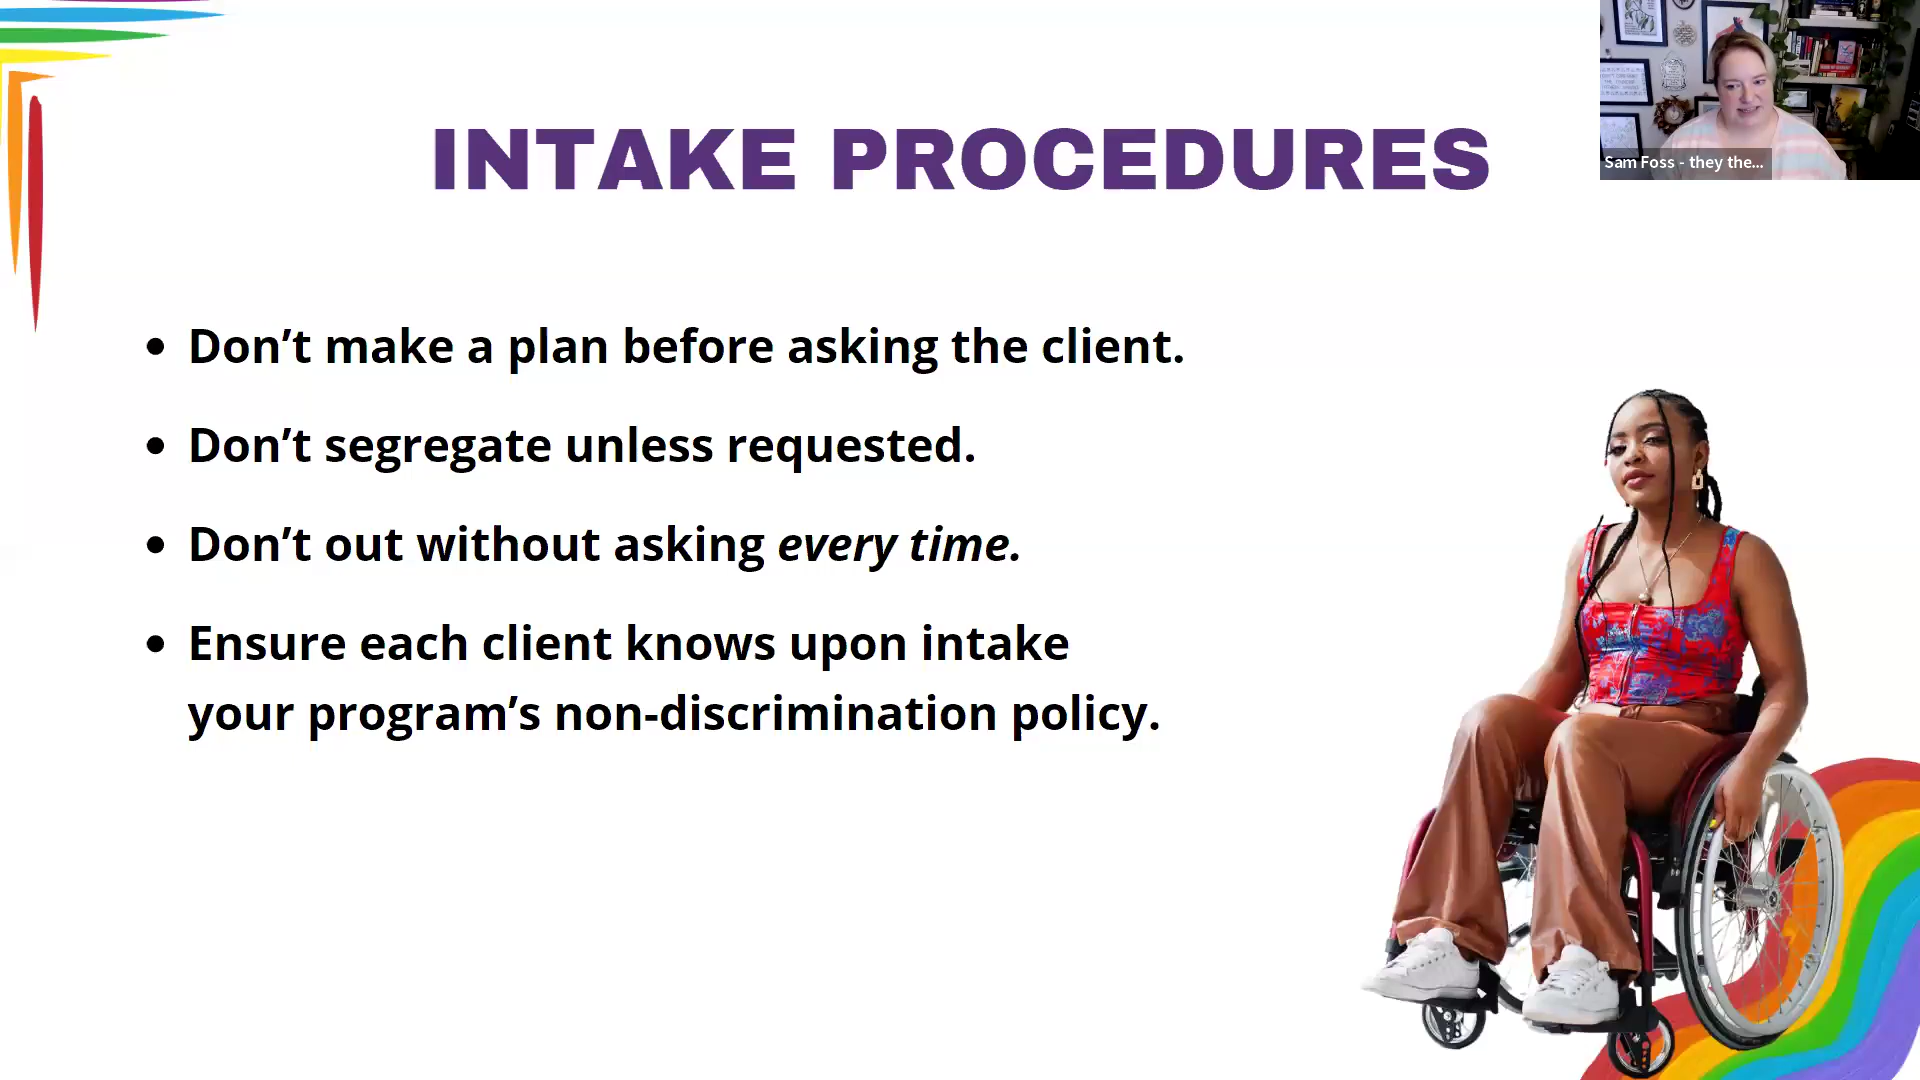 INTAKE PROCEDURES
Sam Foss - they the...
• Don’t make a plan before asking the client.
• Don’t segregate unless requested.
• Don’t out without asking every time.
• Ensure each client knows upon intake
your program’s non-discrimination policy.